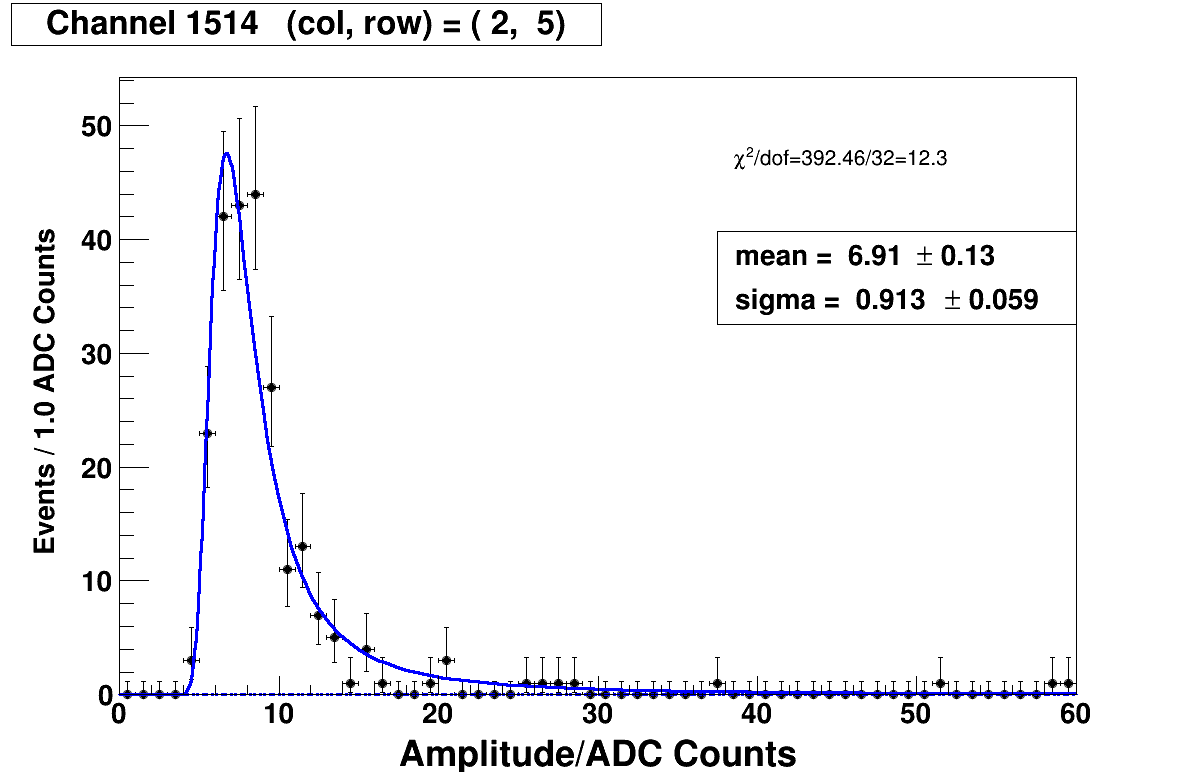 Channel 1514 (col, row) = ( 2, 5)
χ²/dof=392.46/32=12.3
mean = 6.91 ± 0.13
sigma = 0.913 ± 0.059
Events / 1.0 ADC Counts
50
40
30
20
10
0
0 10 20 30 40 50 60
Amplitude/ADC Counts